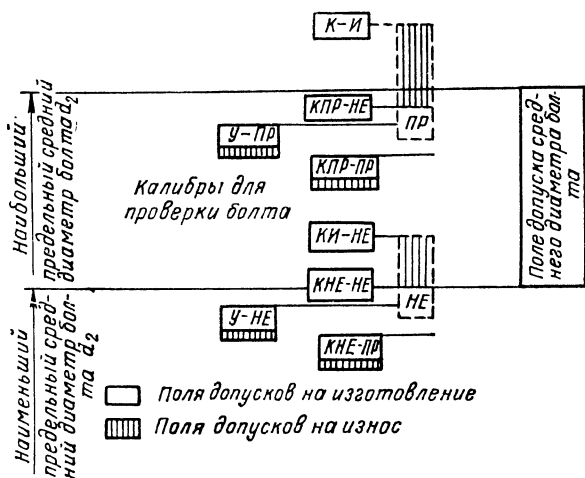 К-И
КПР-НЕ
ПР
У-ПР
КПР-ПР
Калибры для
проверки болта
КИ-НЕ
КНЕ-НЕ
НЕ
У-НЕ
КНЕ-ПР
Поля допусков на изготовление
Поля допусков на износ
Наибольший
предельный средний
диаметр болта d₂
Наименьший
предельный сред-
ний диаметр бол-
та d₂
Поле допуска сред-
него диаметра бол-
та